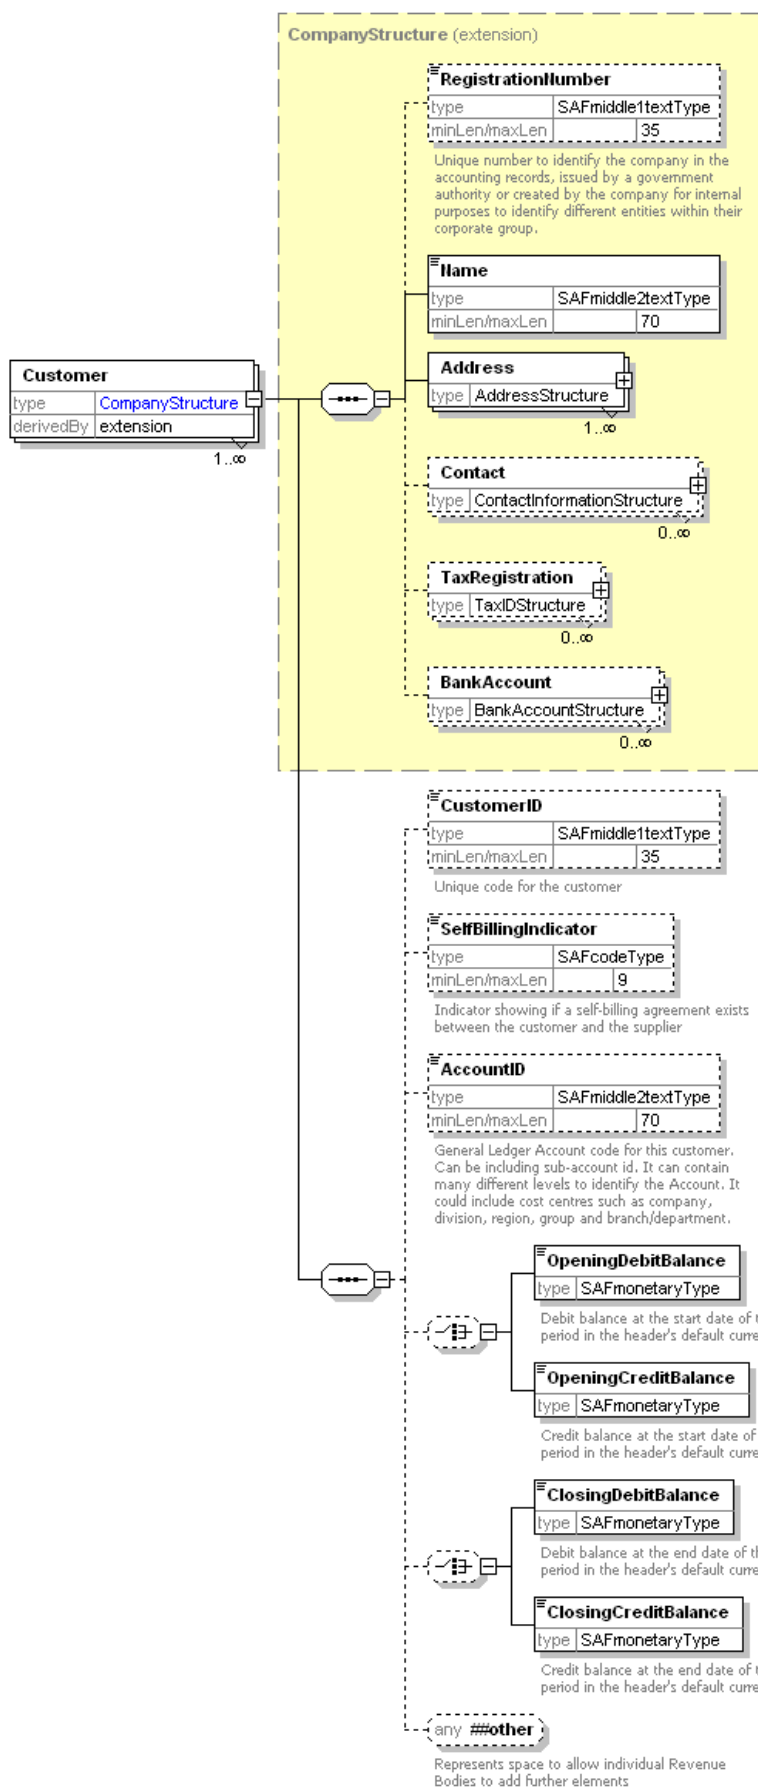 CompanyStructure (extension)
RegistrationNumber
type SAFmiddle1textType
minLen/maxLen 35
Unique number to identify the company in the
accounting records, issued by a government
authority or created by the company for internal
purposes to identify different entities within their
corporate group.
Name
type SAFmiddle2textType
minLen/maxLen 70
Customer
type CompanyStructure
derivedBy extension
1..∞
Address
type AddressStructure
1..∞
Contact
type ContactInformationStructure
0..∞
TaxRegistration
type TaxIDStructure
0..∞
BankAccount
type BankAccountStructure
0..∞
CustomerID
type SAFmiddle1textType
minLen/maxLen 35
Unique code for the customer
SelfBillingIndicator
type SAFcodeType
minLen/maxLen 9
Indicator showing if a self-billing agreement exists
between the customer and the supplier
AccountID
type SAFmiddle2textType
minLen/maxLen 70
General Ledger Account code for this customer.
Can be including sub-account id. It can contain
many different levels to identify the Account. It
could include cost centres such as company,
division, region, group and branch/department.
OpeningDebitBalance
type SAFmonetaryType
Debit balance at the start date of
period in the header's default
OpeningCreditBalance
type SAFmonetaryType
Credit balance at the start date of
period in the header's default
ClosingDebitBalance
type SAFmonetaryType
Debit balance at the end date of
period in the header's default
ClosingCreditBalance
type SAFmonetaryType
Credit balance at the end date of
period in the header's default
any ##other
Represents space to allow individual Revenue
Bodies to add further elements